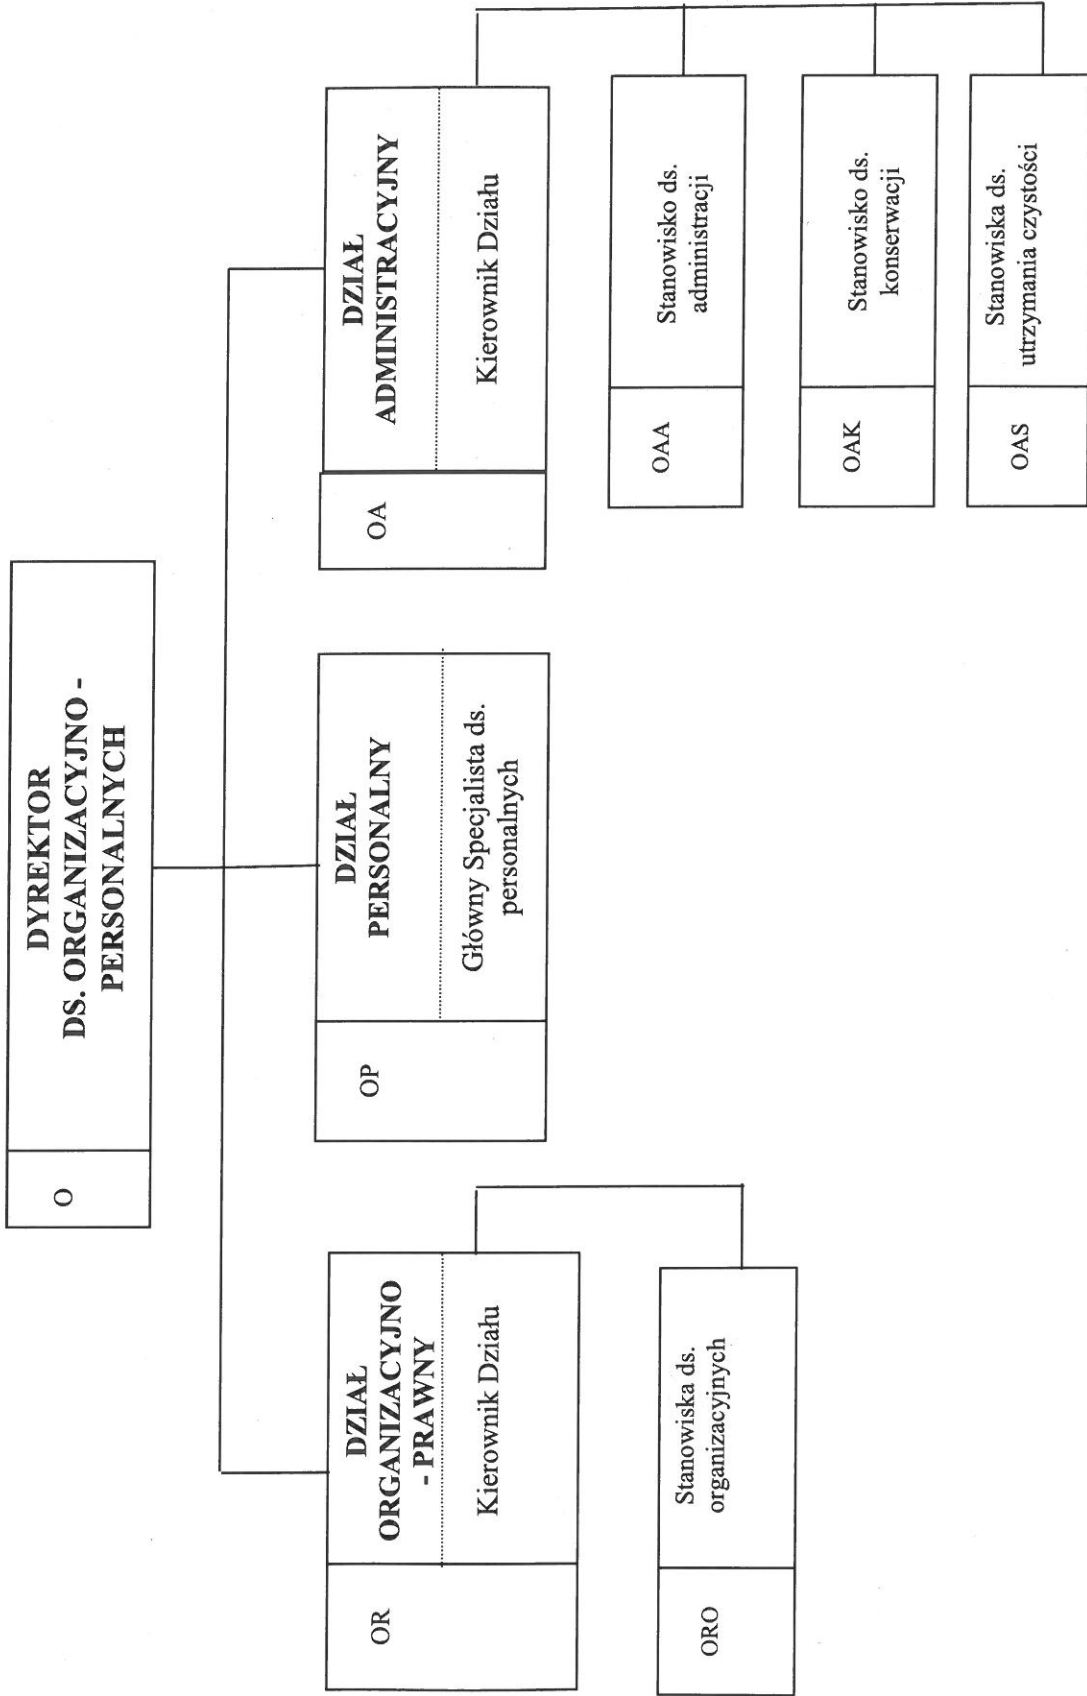 O
DYREKTOR
DS. ORGANIZACYJNO -
PERSONALNYCH
OR
DZIAŁ
ORGANIZACYJNO
- PRAWNY
Kierownik Działu
ORO
Stanowiska ds.
organizacyjnych
OP
DZIAŁ
PERSONALNY
Główny Specjalista ds.
personalnych
OA
DZIAŁ
ADMINISTRACYJNY
Kierownik Działu
OAA
Stanowisko ds.
administracji
OAK
Stanowisko ds.
konserwacji
OAS
Stanowiska ds.
utrzymania czystości